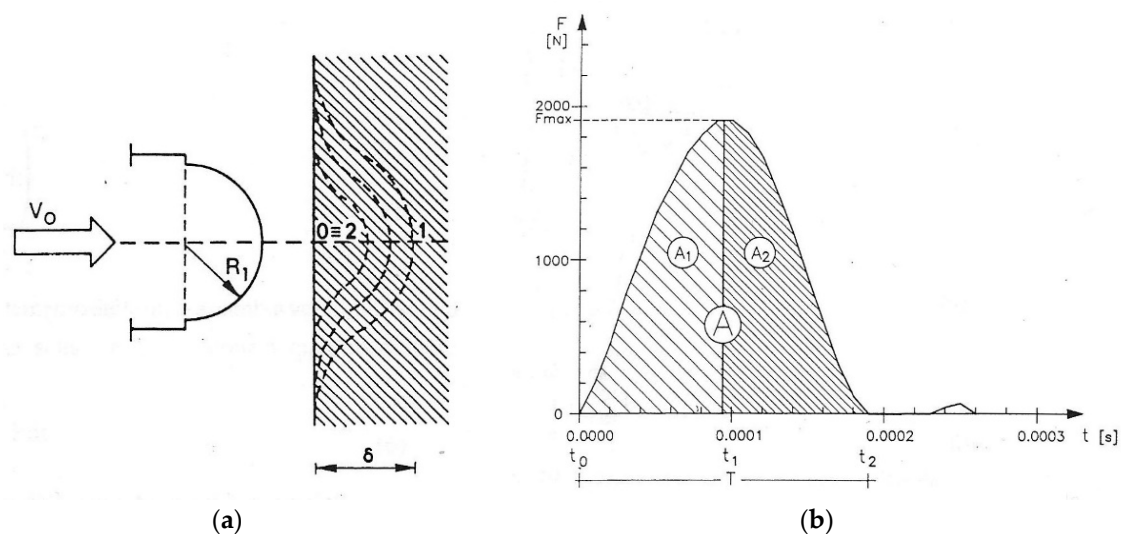 V₀
R₁
0≡2
1
δ
(a)
F
[N]
2000
Fmax
1000
0
A₁
A₂
A
0.0000
0.0001
0.0002
0.0003
t [s]
t₀
t₁
t₂
T
(b)